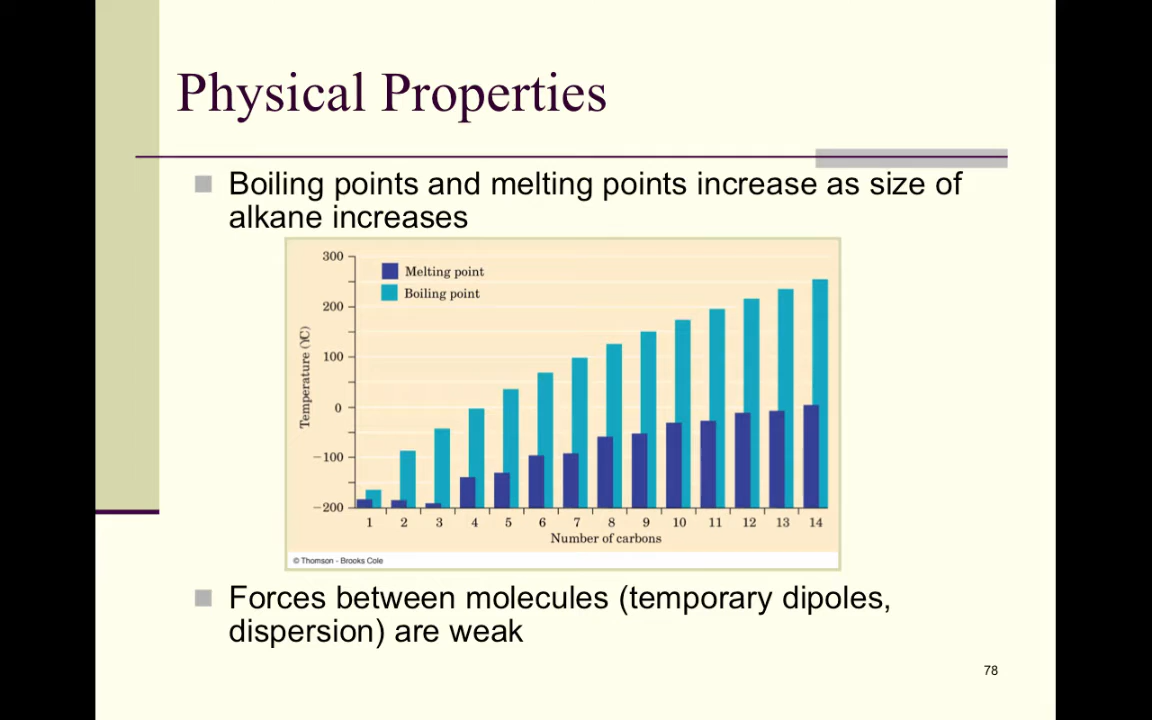 Physical Properties
Boiling points and melting points increase as size of
alkane increases
300
Melting point
Boiling point
200
100
0
−100
−200
Temperature (°C)
1 2 3 4 5 6 7 8 9 10 11 12 13 14
Number of carbons
© Thomson - Brooks Cole
Forces between molecules (temporary dipoles,
dispersion) are weak
78